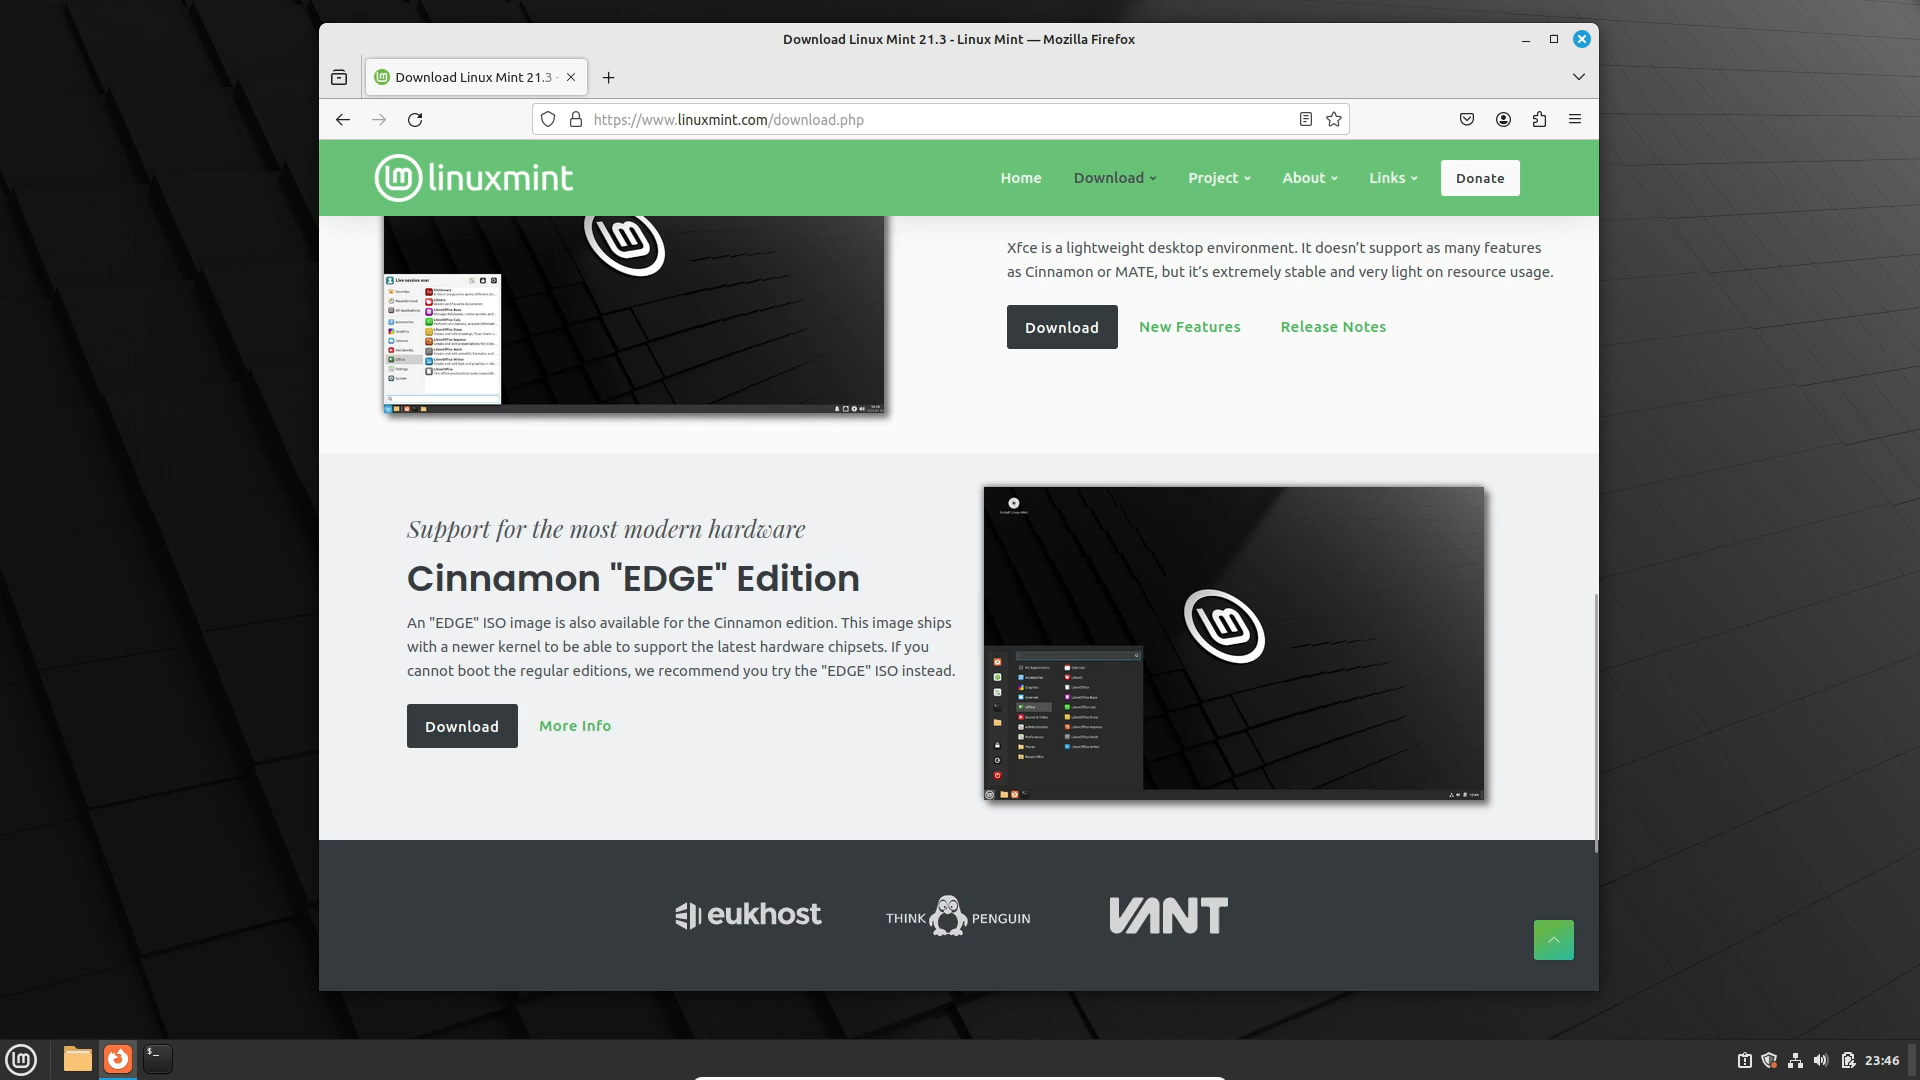 Download Linux Mint 21.3 - Linux Mint — Mozilla Firefox
Download Linux Mint 21.3 -
https://www.linuxmint.com/download.php
linuxmint
Home
Download
Project
About
Links
Donate
Xfce is a lightweight desktop environment. It doesn’t support as many features
as Cinnamon or MATE, but it’s extremely stable and very light on resource usage.
Download
New Features
Release Notes
Live session user
Support for the most modern hardware
Cinnamon "EDGE" Edition
An "EDGE" ISO image is also available for the Cinnamon edition. This image ships
with a newer kernel to be able to support the latest hardware chipsets. If you
cannot boot the regular editions, we recommend you try the "EDGE" ISO instead.
Download
More Info
Install Linux Mint
eukhost
THINK PENGUIN
VANT
23:46